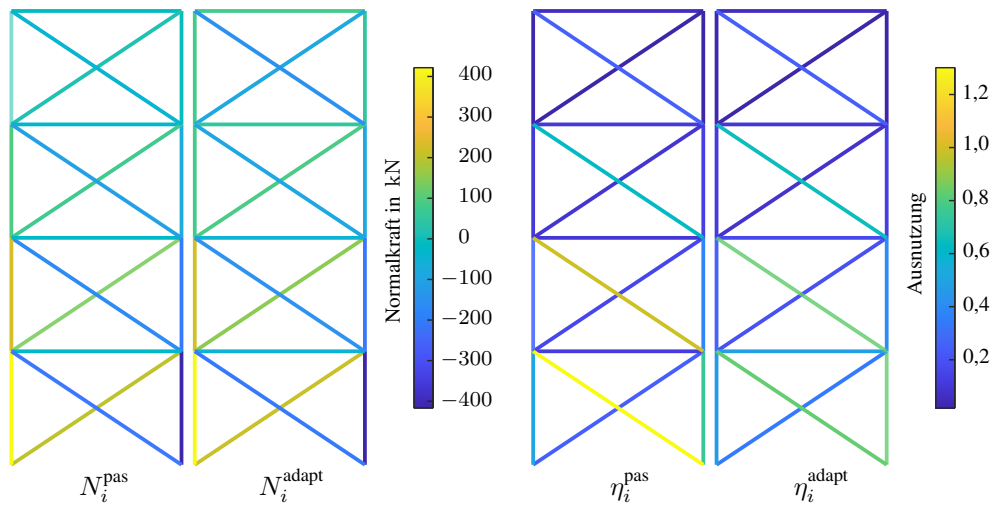 400
300
200
100
0
−100
−200
−300
−400
Normalkraft in kN
N_i^pas
N_i^adapt
1,2
1,0
0,8
0,6
0,4
0,2
Ausnutzung
η_i^pas
η_i^adapt